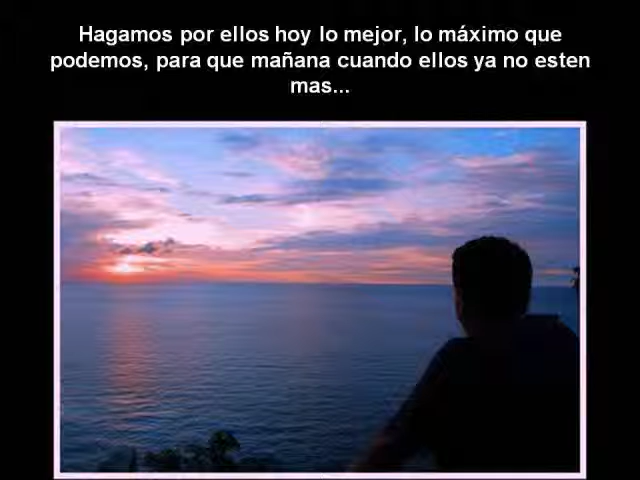 Hagamos por ellos hoy lo mejor, lo máximo que
podemos, para que mañana cuando ellos ya no esten
mas...